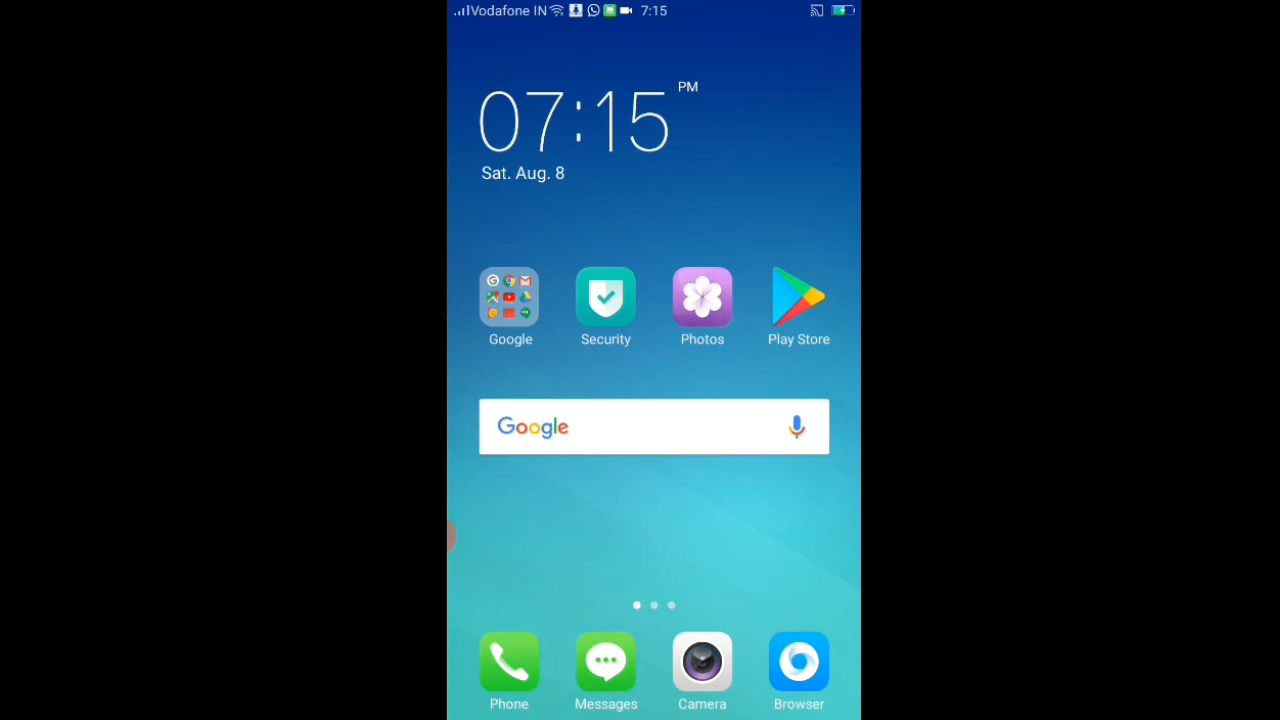 Vodafone IN 7:15
07:15 PM
Sat. Aug. 8
Google Security Photos Play Store
Google
Phone Messages Camera Browser